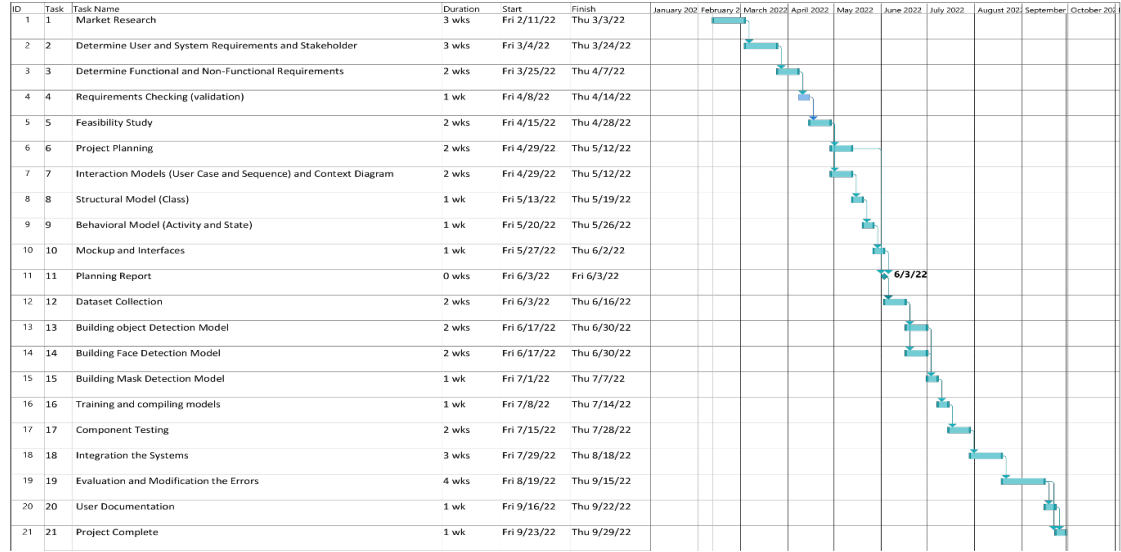 ID Task Task Name Duration Start Finish January 202 February 2 March 2022 April 2022 May 2022 June 2022 July 2022 August 202 September October 202
1 1 Market Research 3 wks Fri 2/11/22 Thu 3/3/22
2 2 Determine User and System Requirements and Stakeholder 3 wks Fri 3/4/22 Thu 3/24/22
3 3 Determine Functional and Non-Functional Requirements 2 wks Fri 3/25/22 Thu 4/7/22
4 4 Requirements Checking (validation) 1 wk Fri 4/8/22 Thu 4/14/22
5 5 Feasibility Study 2 wks Fri 4/15/22 Thu 4/28/22
6 6 Project Planning 2 wks Fri 4/29/22 Thu 5/12/22
7 7 Interaction Models (User Case and Sequence) and Context Diagram 2 wks Fri 4/29/22 Thu 5/12/22
8 8 Structural Model (Class) 1 wk Fri 5/13/22 Thu 5/19/22
9 9 Behavioral Model (Activity and State) 1 wk Fri 5/20/22 Thu 5/26/22
10 10 Mockup and Interfaces 1 wk Fri 5/27/22 Thu 6/2/22
11 11 Planning Report 0 wks Fri 6/3/22 Fri 6/3/22 6/3/22
12 12 Dataset Collection 2 wks Fri 6/3/22 Thu 6/16/22
13 13 Building object Detection Model 2 wks Fri 6/17/22 Thu 6/30/22
14 14 Building Face Detection Model 2 wks Fri 6/17/22 Thu 6/30/22
15 15 Building Mask Detection Model 1 wk Fri 7/1/22 Thu 7/7/22
16 16 Training and compiling models 1 wk Fri 7/8/22 Thu 7/14/22
17 17 Component Testing 2 wks Fri 7/15/22 Thu 7/28/22
18 18 Integration the Systems 3 wks Fri 7/29/22 Thu 8/18/22
19 19 Evaluation and Modification the Errors 4 wks Fri 8/19/22 Thu 9/15/22
20 20 User Documentation 1 wk Fri 9/16/22 Thu 9/22/22
21 21 Project Complete 1 wk Fri 9/23/22 Thu 9/29/22